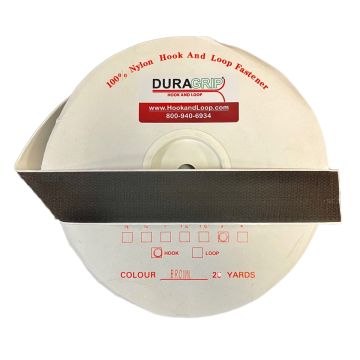 100% Nylon Hook And Loop Fastener
DURAGRIP
HOOK AND LOOP
www.HookandLoop.com
800-940-6934
HOOK LOOP
COLOUR BROWN 25 YARDS